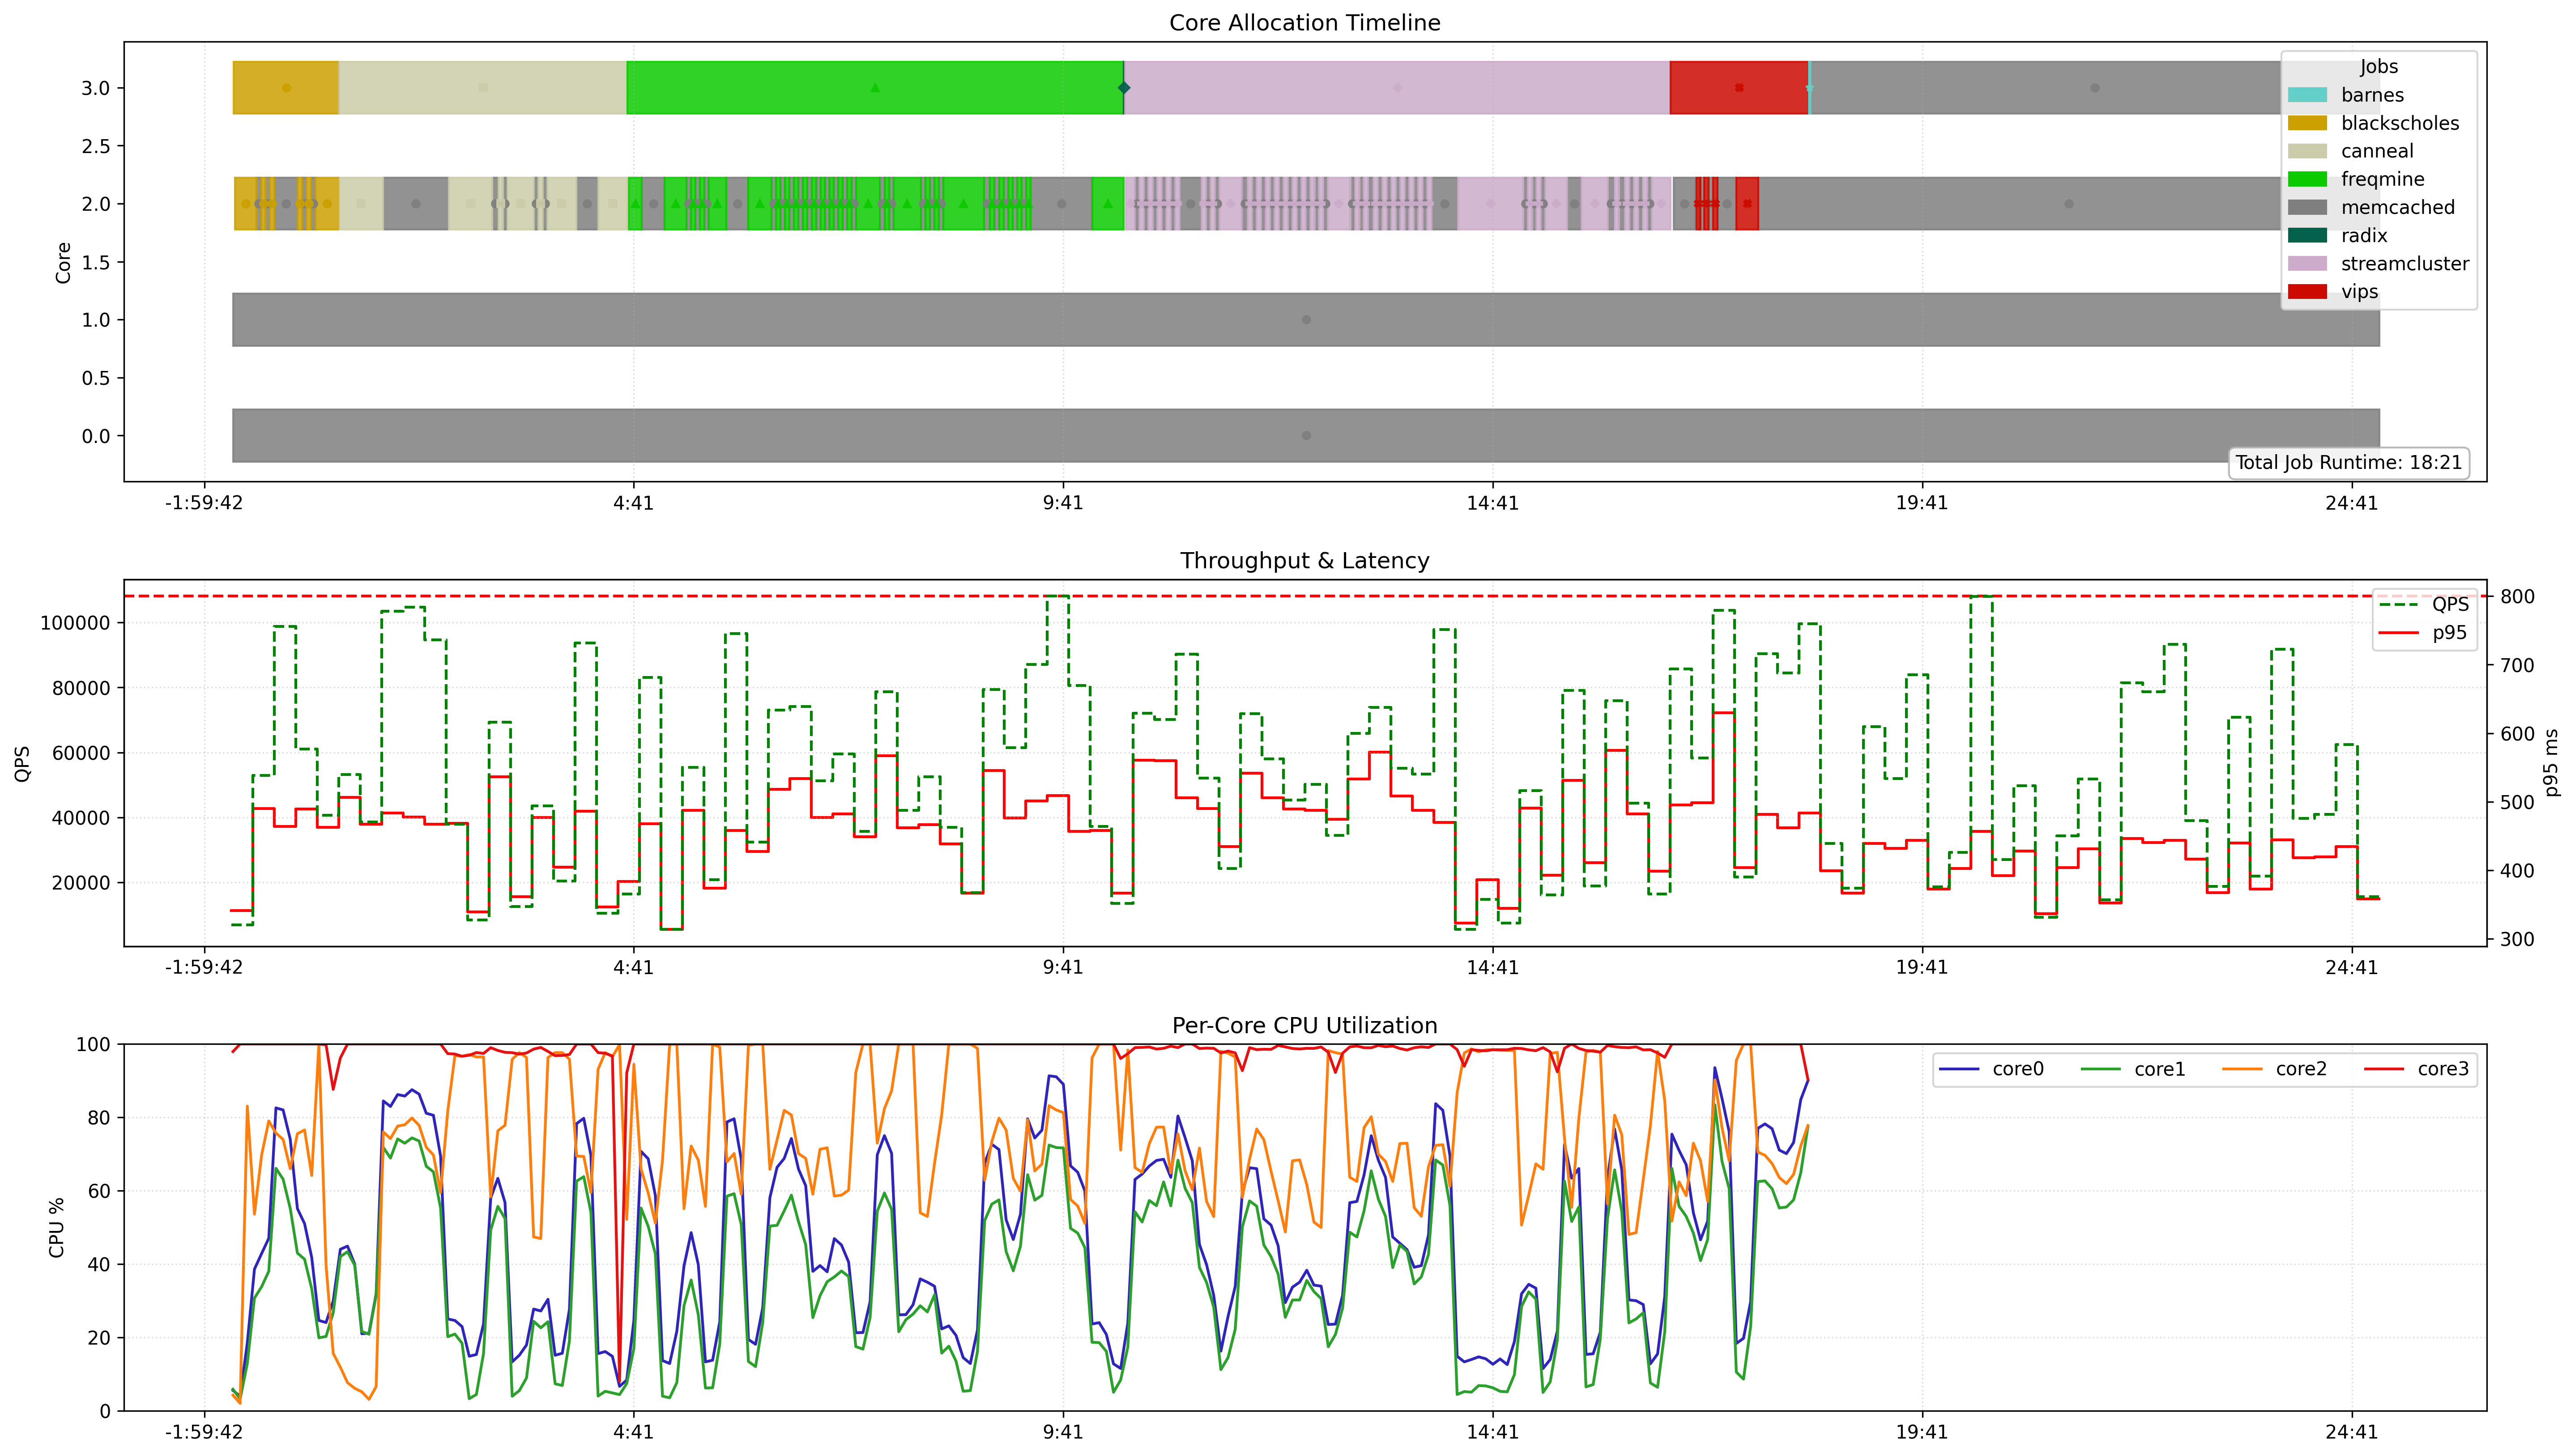 Core Allocation Timeline
Core
3.0
2.5
2.0
1.5
1.0
0.5
0.0
Jobs
barnes
blackscholes
canneal
freqmine
memcached
radix
streamcluster
vips
Total Job Runtime: 18:21
-1:59:42 4:41 9:41 14:41 19:41 24:41
Throughput & Latency
QPS
100000
80000
60000
40000
20000
QPS
p95
800
700
600
500
400
300
p95 ms
-1:59:42 4:41 9:41 14:41 19:41 24:41
Per-Core CPU Utilization
CPU %
100
80
60
40
20
0
core0 core1 core2 core3
-1:59:42 4:41 9:41 14:41 19:41 24:41